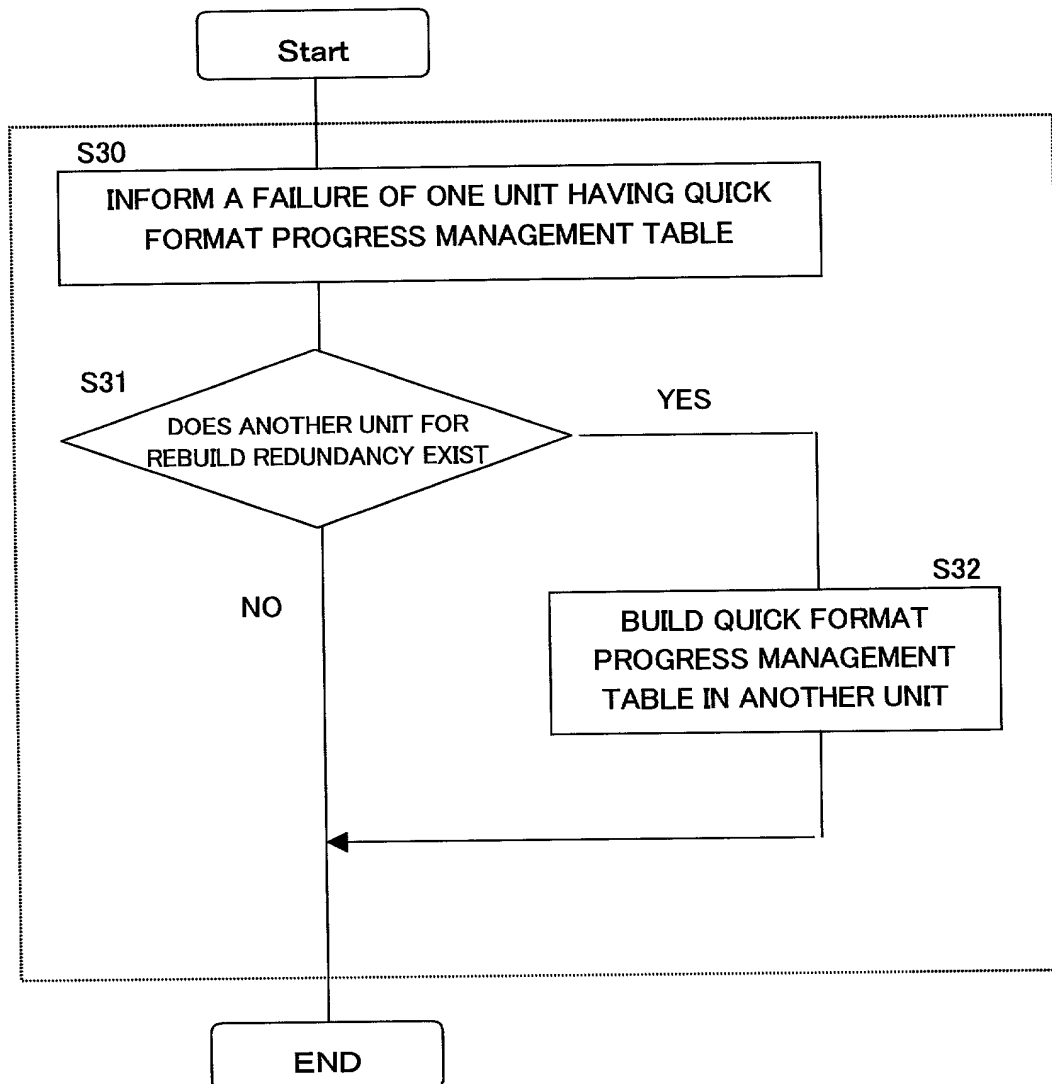 Start
S30
INFORM A FAILURE OF ONE UNIT HAVING QUICK
FORMAT PROGRESS MANAGEMENT TABLE
S31
DOES ANOTHER UNIT FOR
REBUILD REDUNDANCY EXIST
YES
NO
S32
BUILD QUICK FORMAT
PROGRESS MANAGEMENT
TABLE IN ANOTHER UNIT
END